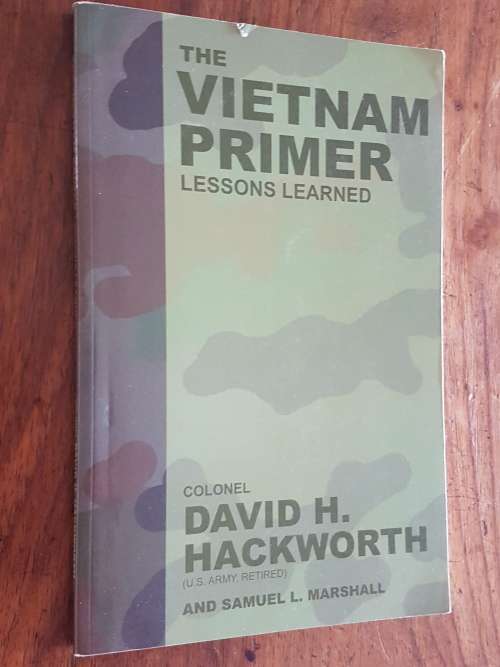 THE
VIETNAM
PRIMER
LESSONS LEARNED
COLONEL
DAVID H.
HACKWORTH
(U.S. ARMY, RETIRED)
AND SAMUEL L. MARSHALL